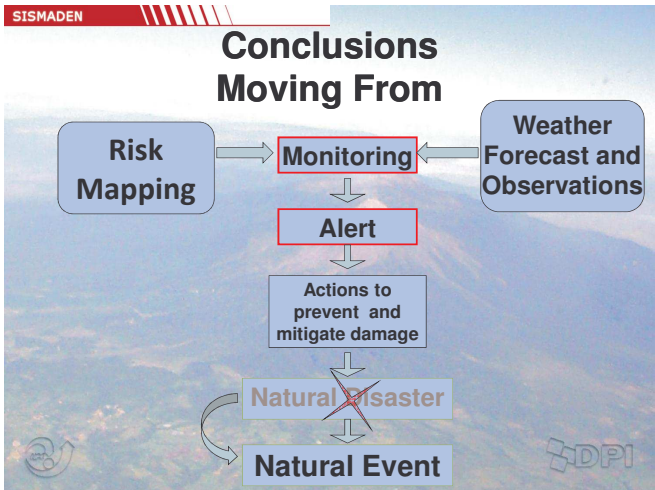 SISMADEN
Conclusions
Moving From
Risk
Mapping
Monitoring
Weather
Forecast and
Observations
Alert
Actions to
prevent and
mitigate damage
Natural Disaster
Natural Event
DPI